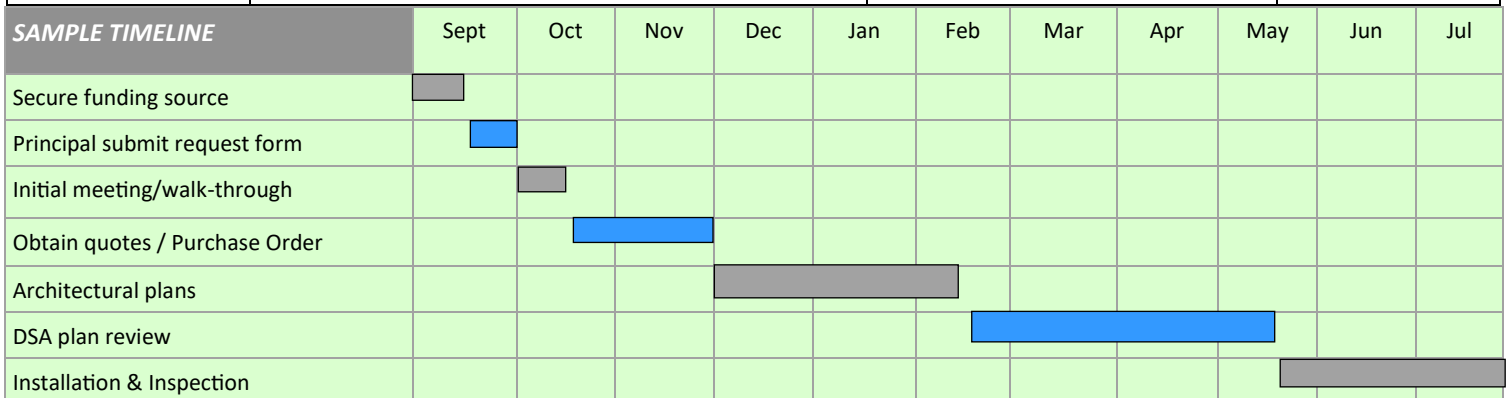 SAMPLE TIMELINE Sept Oct Nov Dec Jan Feb Mar Apr May Jun Jul
Secure funding source
Principal submit request form
Initial meeting/walk-through
Obtain quotes / Purchase Order
Architectural plans
DSA plan review
Installation & Inspection